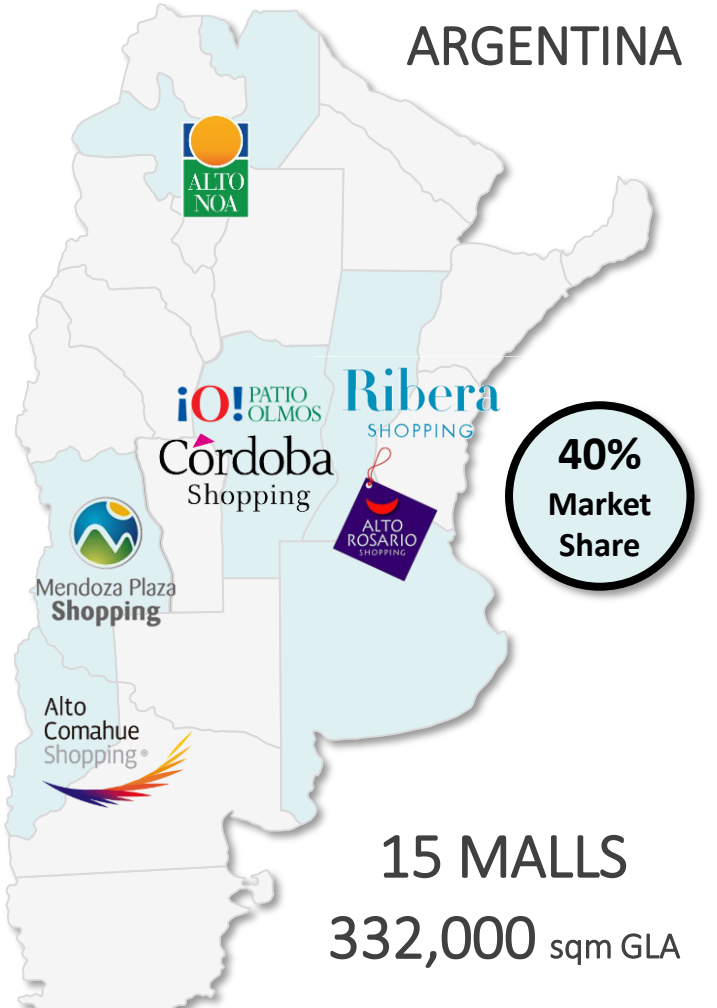 ARGENTINA
ALTO
NOA
¡O! PATIO
OLMOS
Ribera
SHOPPING
Córdoba
Shopping
40%
Market
Share
ALTO
ROSARIO
SHOPPING
Mendoza Plaza
Shopping
Alto
Comahue
Shopping®
15 MALLS
332,000 sqm GLA